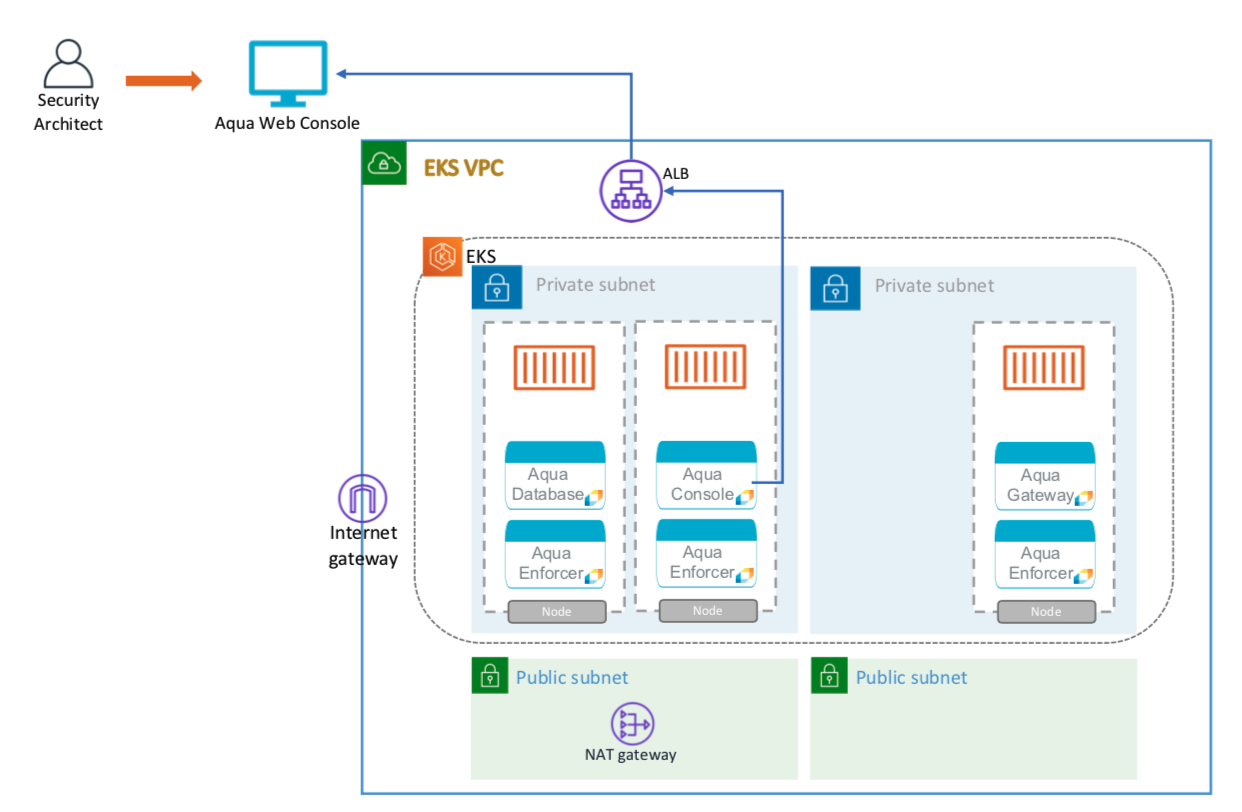 Security
Architect
Aqua Web Console
EKS VPC
ALB
EKS
Private subnet
Private subnet
Aqua
Database
Aqua
Console
Aqua
Gateway
Aqua
Enforcer
Aqua
Enforcer
Aqua
Enforcer
Node
Node
Node
Internet
gateway
Public subnet
Public subnet
NAT gateway